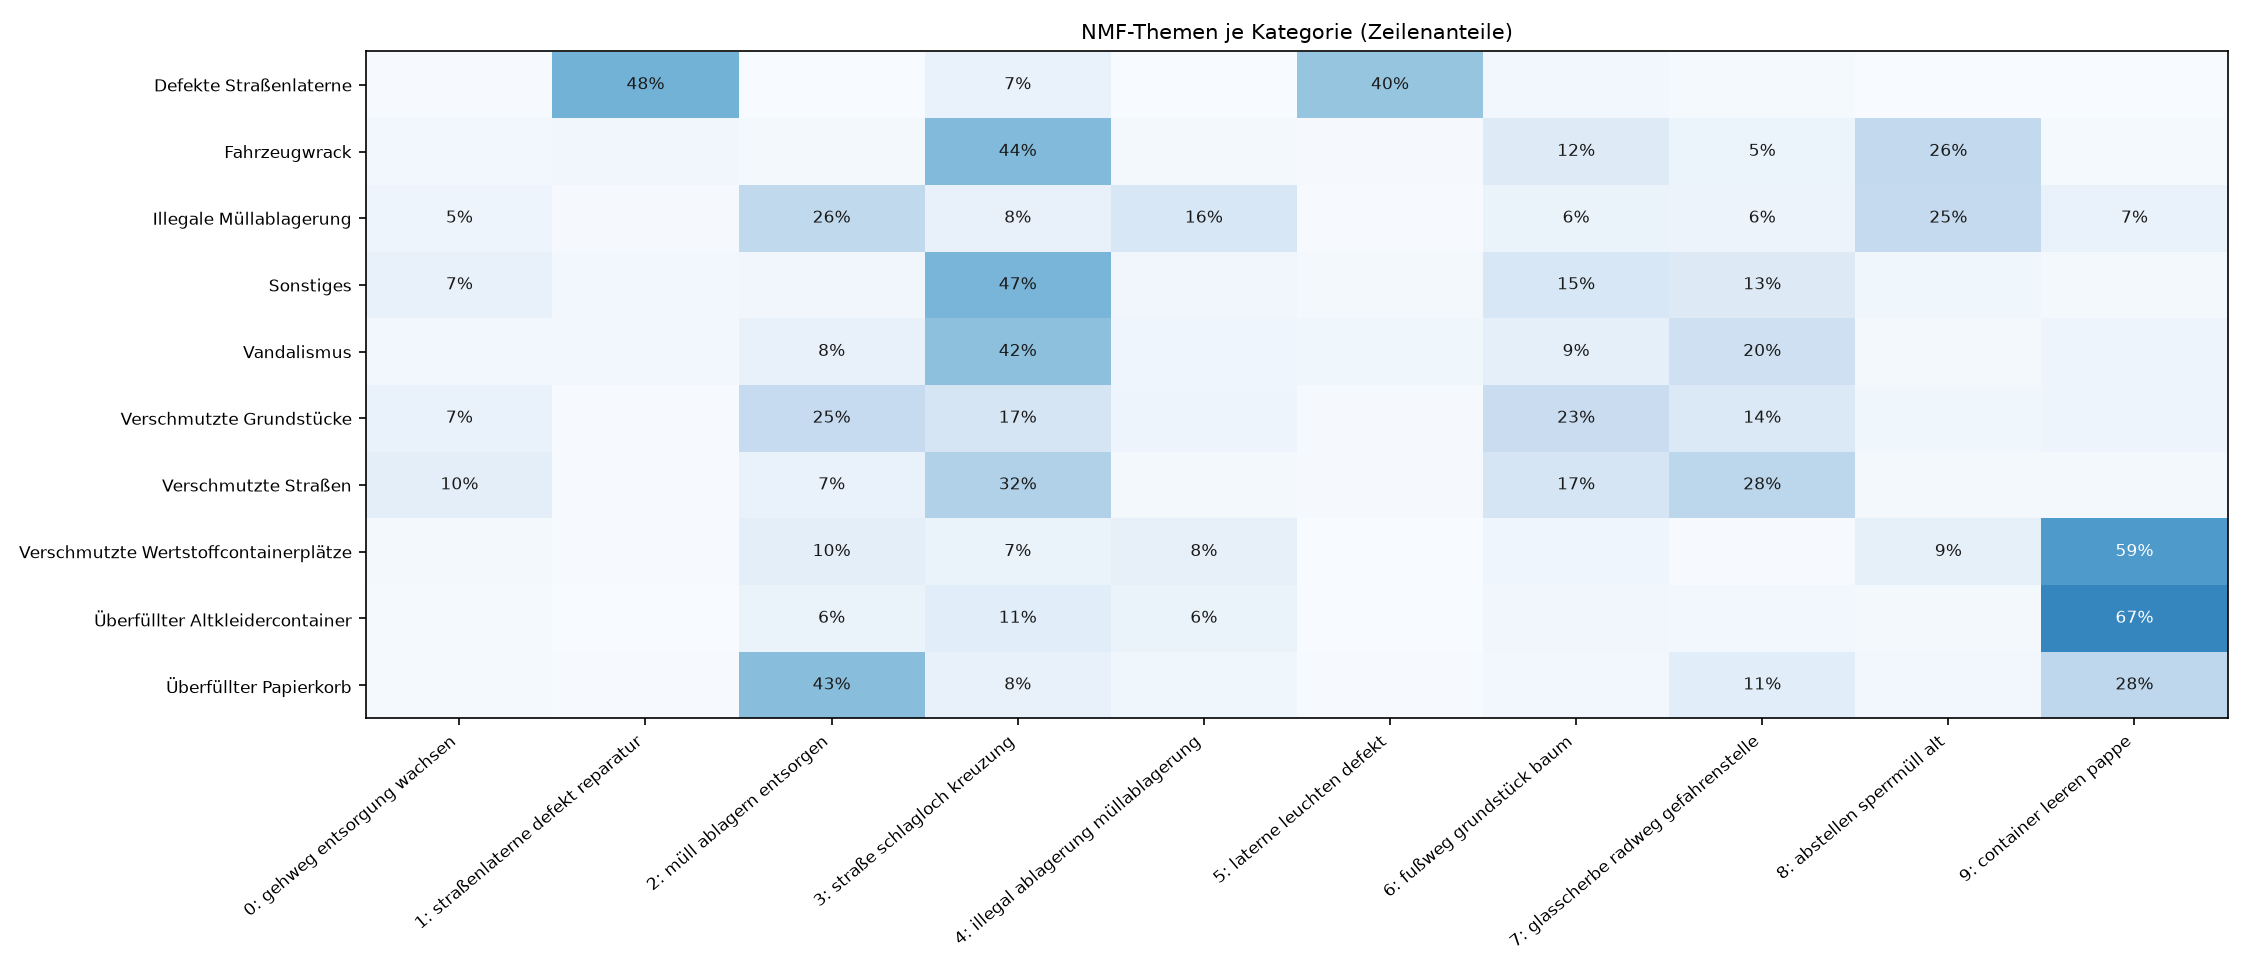 NMF-Themen je Kategorie (Zeilenanteile)
Defekte Straßenlaterne 48% 7% 40%
Fahrzeugwrack 44% 12% 5% 26%
Illegale Müllablagerung 5% 26% 8% 16% 6% 6% 25% 7%
Sonstiges 7% 47% 15% 13%
Vandalismus 8% 42% 9% 20%
Verschmutzte Grundstücke 7% 25% 17% 23% 14%
Verschmutzte Straßen 10% 7% 32% 17% 28%
Verschmutzte Wertstoffcontainerplätze 10% 7% 8% 9% 59%
Überfüllter Altkleidercontainer 6% 11% 6% 67%
Überfüllter Papierkorb 43% 8% 11% 28%
0: gehweg entsorgung wachsen
1: straßenlaterne defekt reparatur
2: müll ablagern entsorgen
3: straße schlagloch kreuzung
4: illegal ablagerung müllablagerung
5: laterne leuchten defekt
6: fußweg grundstück baum
7: glasscherbe radweg gefahrenstelle
8: abstellen sperrmüll alt
9: container leeren pappe